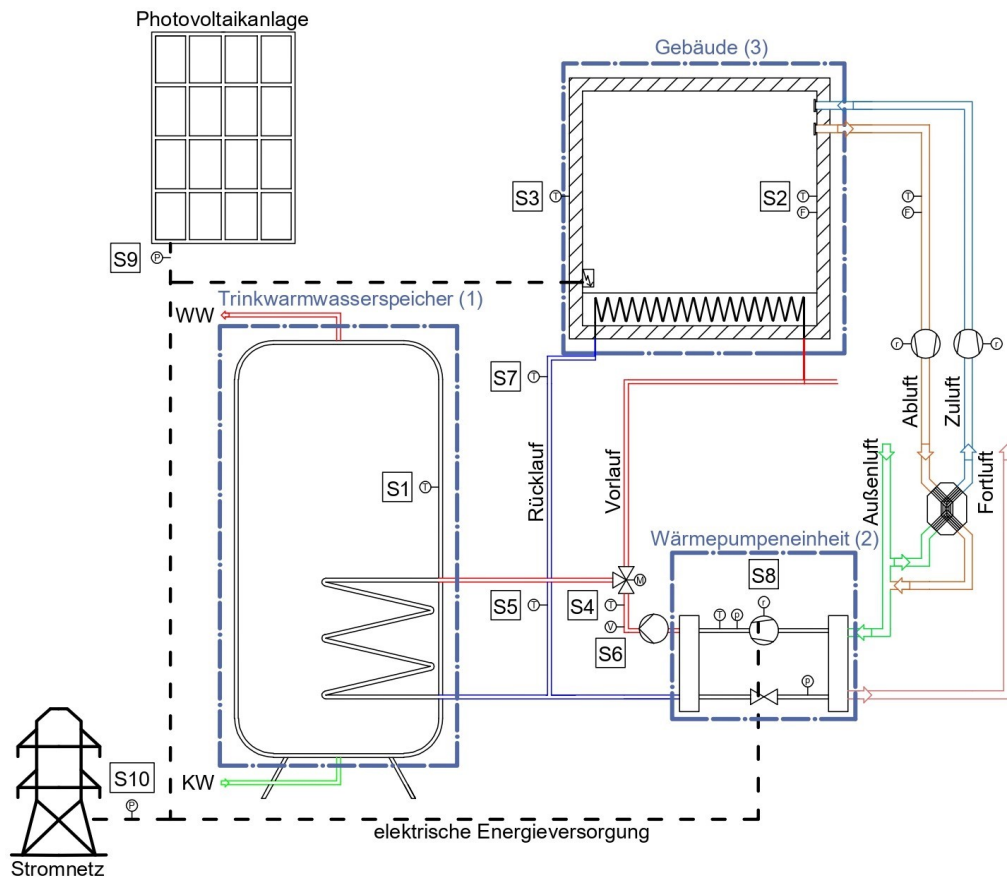 Photovoltaikanlage
Gebäude (3)
S3
T
S2
T
F
T
F
S9
P
Trinkwarmwasserspeicher (1)
WW
S7
T
r
r
Abluft
Zuluft
S1
T
Rücklauf
Vorlauf
Außenluft
Fortluft
Wärmepumpeneinheit (2)
M
S8
S5
T
S4
T
r
T
p
V
S6
p
KW
S10
P
elektrische Energieversorgung
Stromnetz